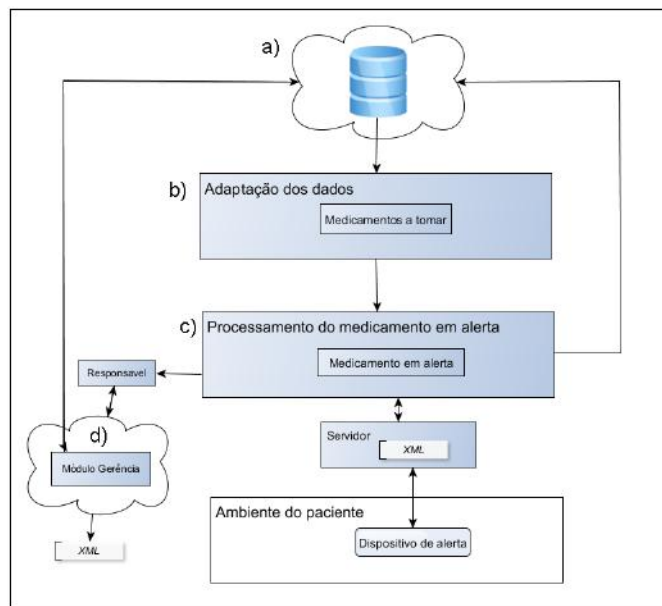 a)
b) Adaptação dos dados
Medicamentos a tomar
c) Processamento do medicamento em alerta
Medicamento em alerta
Responsavel
d)
Módulo Gerência
XML
Servidor
XML
Ambiente do paciente
Dispositivo de alerta